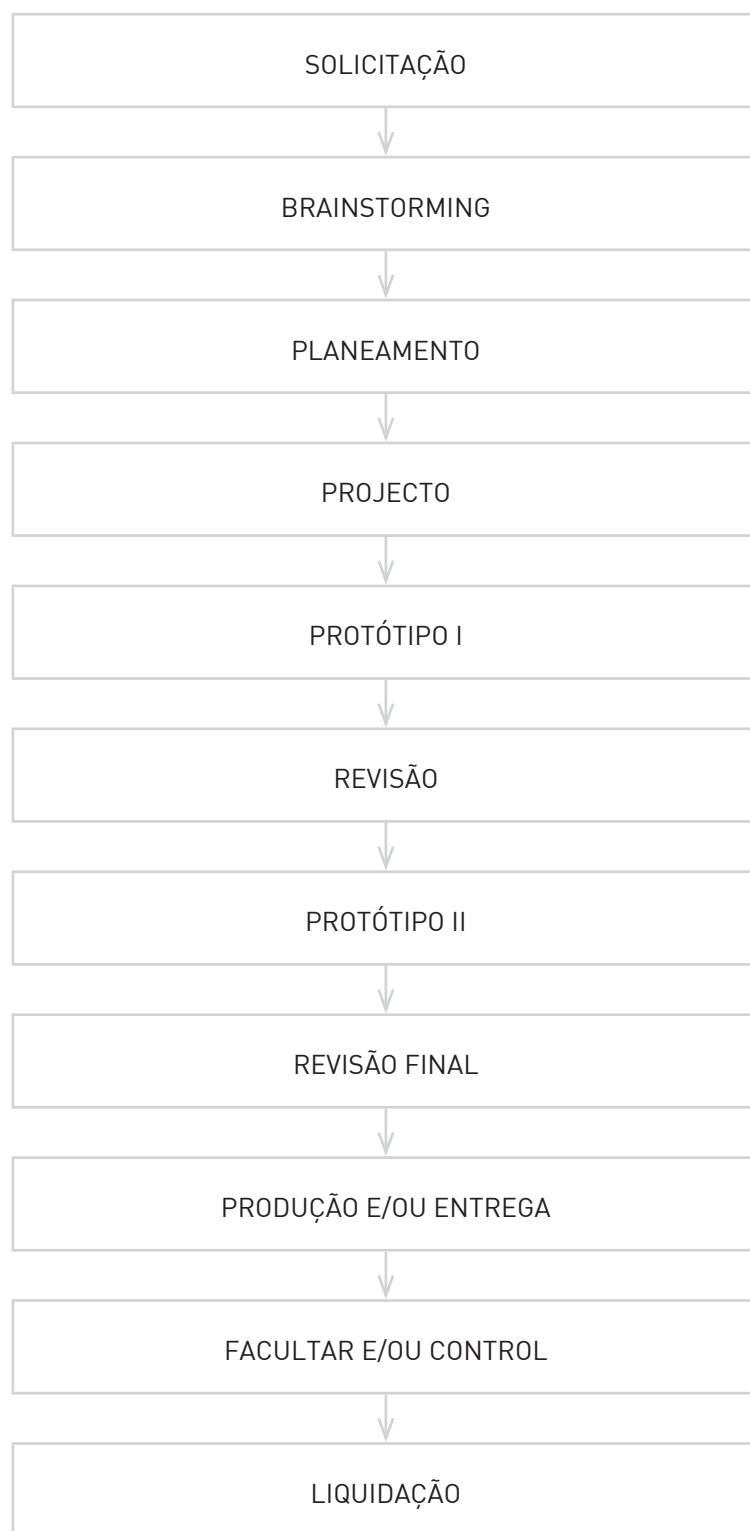 SOLICITAÇÃO
BRAINSTORMING
PLANEAMENTO
PROJECTO
PROTÓTIPO I
REVISÃO
PROTÓTIPO II
REVISÃO FINAL
PRODUÇÃO E/OU ENTREGA
FACULTAR E/OU CONTROL
LIQUIDAÇÃO